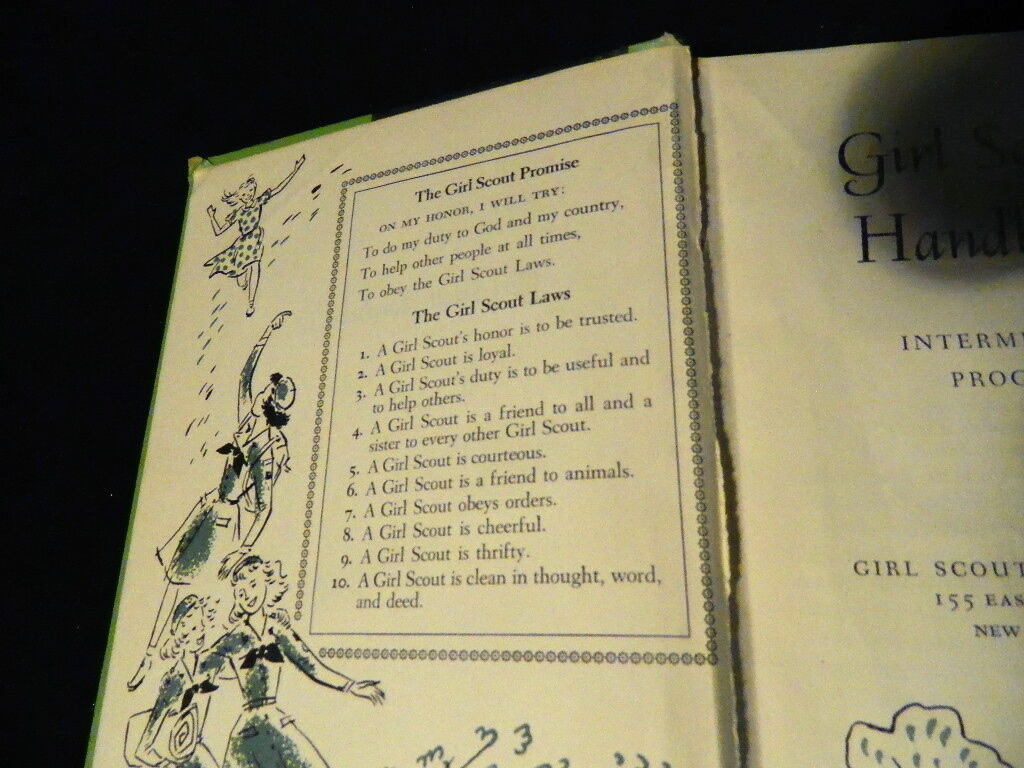 The Girl Scout Promise
ON MY HONOR, I WILL TRY:
To do my duty to God and my country,
To help other people at all times,
To obey the Girl Scout Laws.
The Girl Scout Laws
1. A Girl Scout's honor is to be trusted.
2. A Girl Scout is loyal.
3. A Girl Scout's duty is to be useful and
to help others.
4. A Girl Scout is a friend to all and a
sister to every other Girl Scout.
5. A Girl Scout is courteous.
6. A Girl Scout is a friend to animals.
7. A Girl Scout obeys orders.
8. A Girl Scout is cheerful.
9. A Girl Scout is thrifty.
10. A Girl Scout is clean in thought, word,
and deed.
Girl
GIRL SCOUT
155
NEW